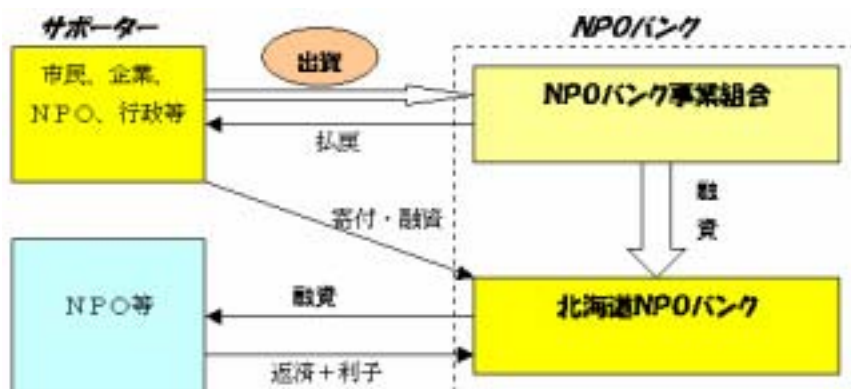 サポーター
NPOバンク
出資
市民、企業、
NPO、行政等
NPOバンク事業組合
払戻
融
資
寄付・融資
NPO等
融資
北海道NPOバンク
返済+利子